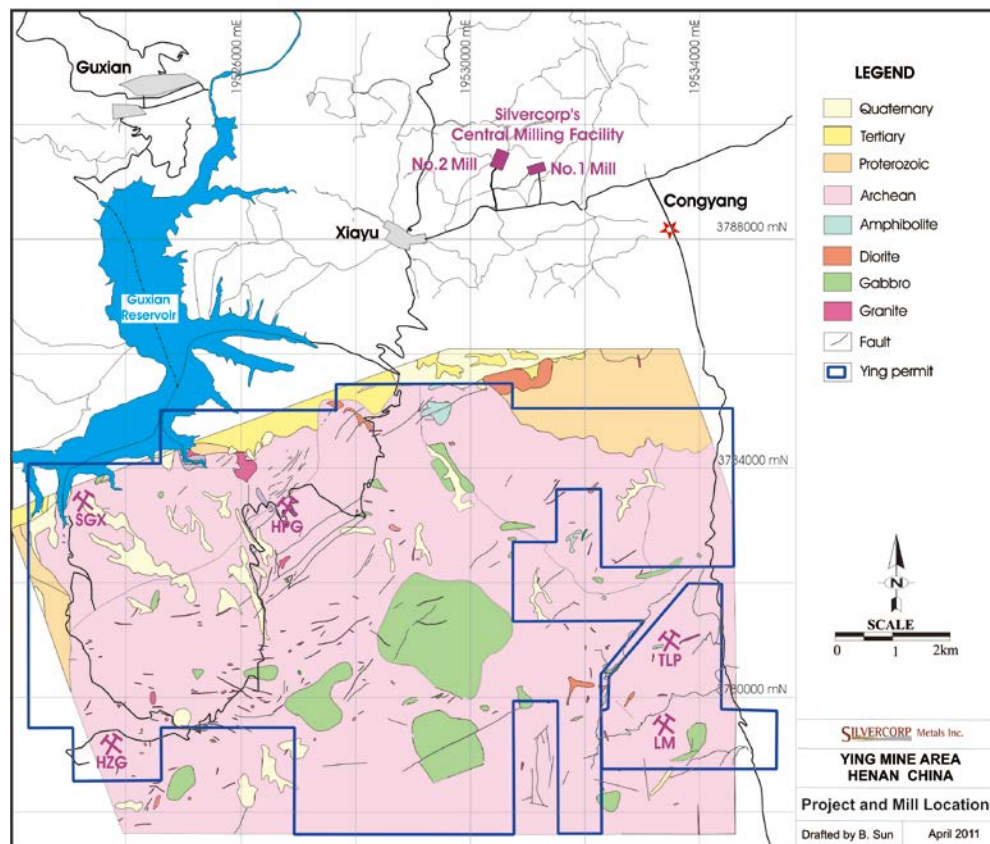 19526000 mE
19530000 mE
19534000 mE
Guxian
Silvercorp's
Central Milling Facility
No.2 Mill
No.1 Mill
Congyang
Xiayu
3788000 mN
Guxian
Reservoir
3784000 mN
SGX
HPG
TLP
3780000 mN
HZG
LM
LEGEND
Quaternary
Tertiary
Proterozoic
Archean
Amphibolite
Diorite
Gabbro
Granite
Fault
Ying permit
N
SCALE
0 1 2km
SILVERCORP Metals Inc.
YING MINE AREA
HENAN CHINA
Project and Mill Location
Drafted by B. Sun April 2011